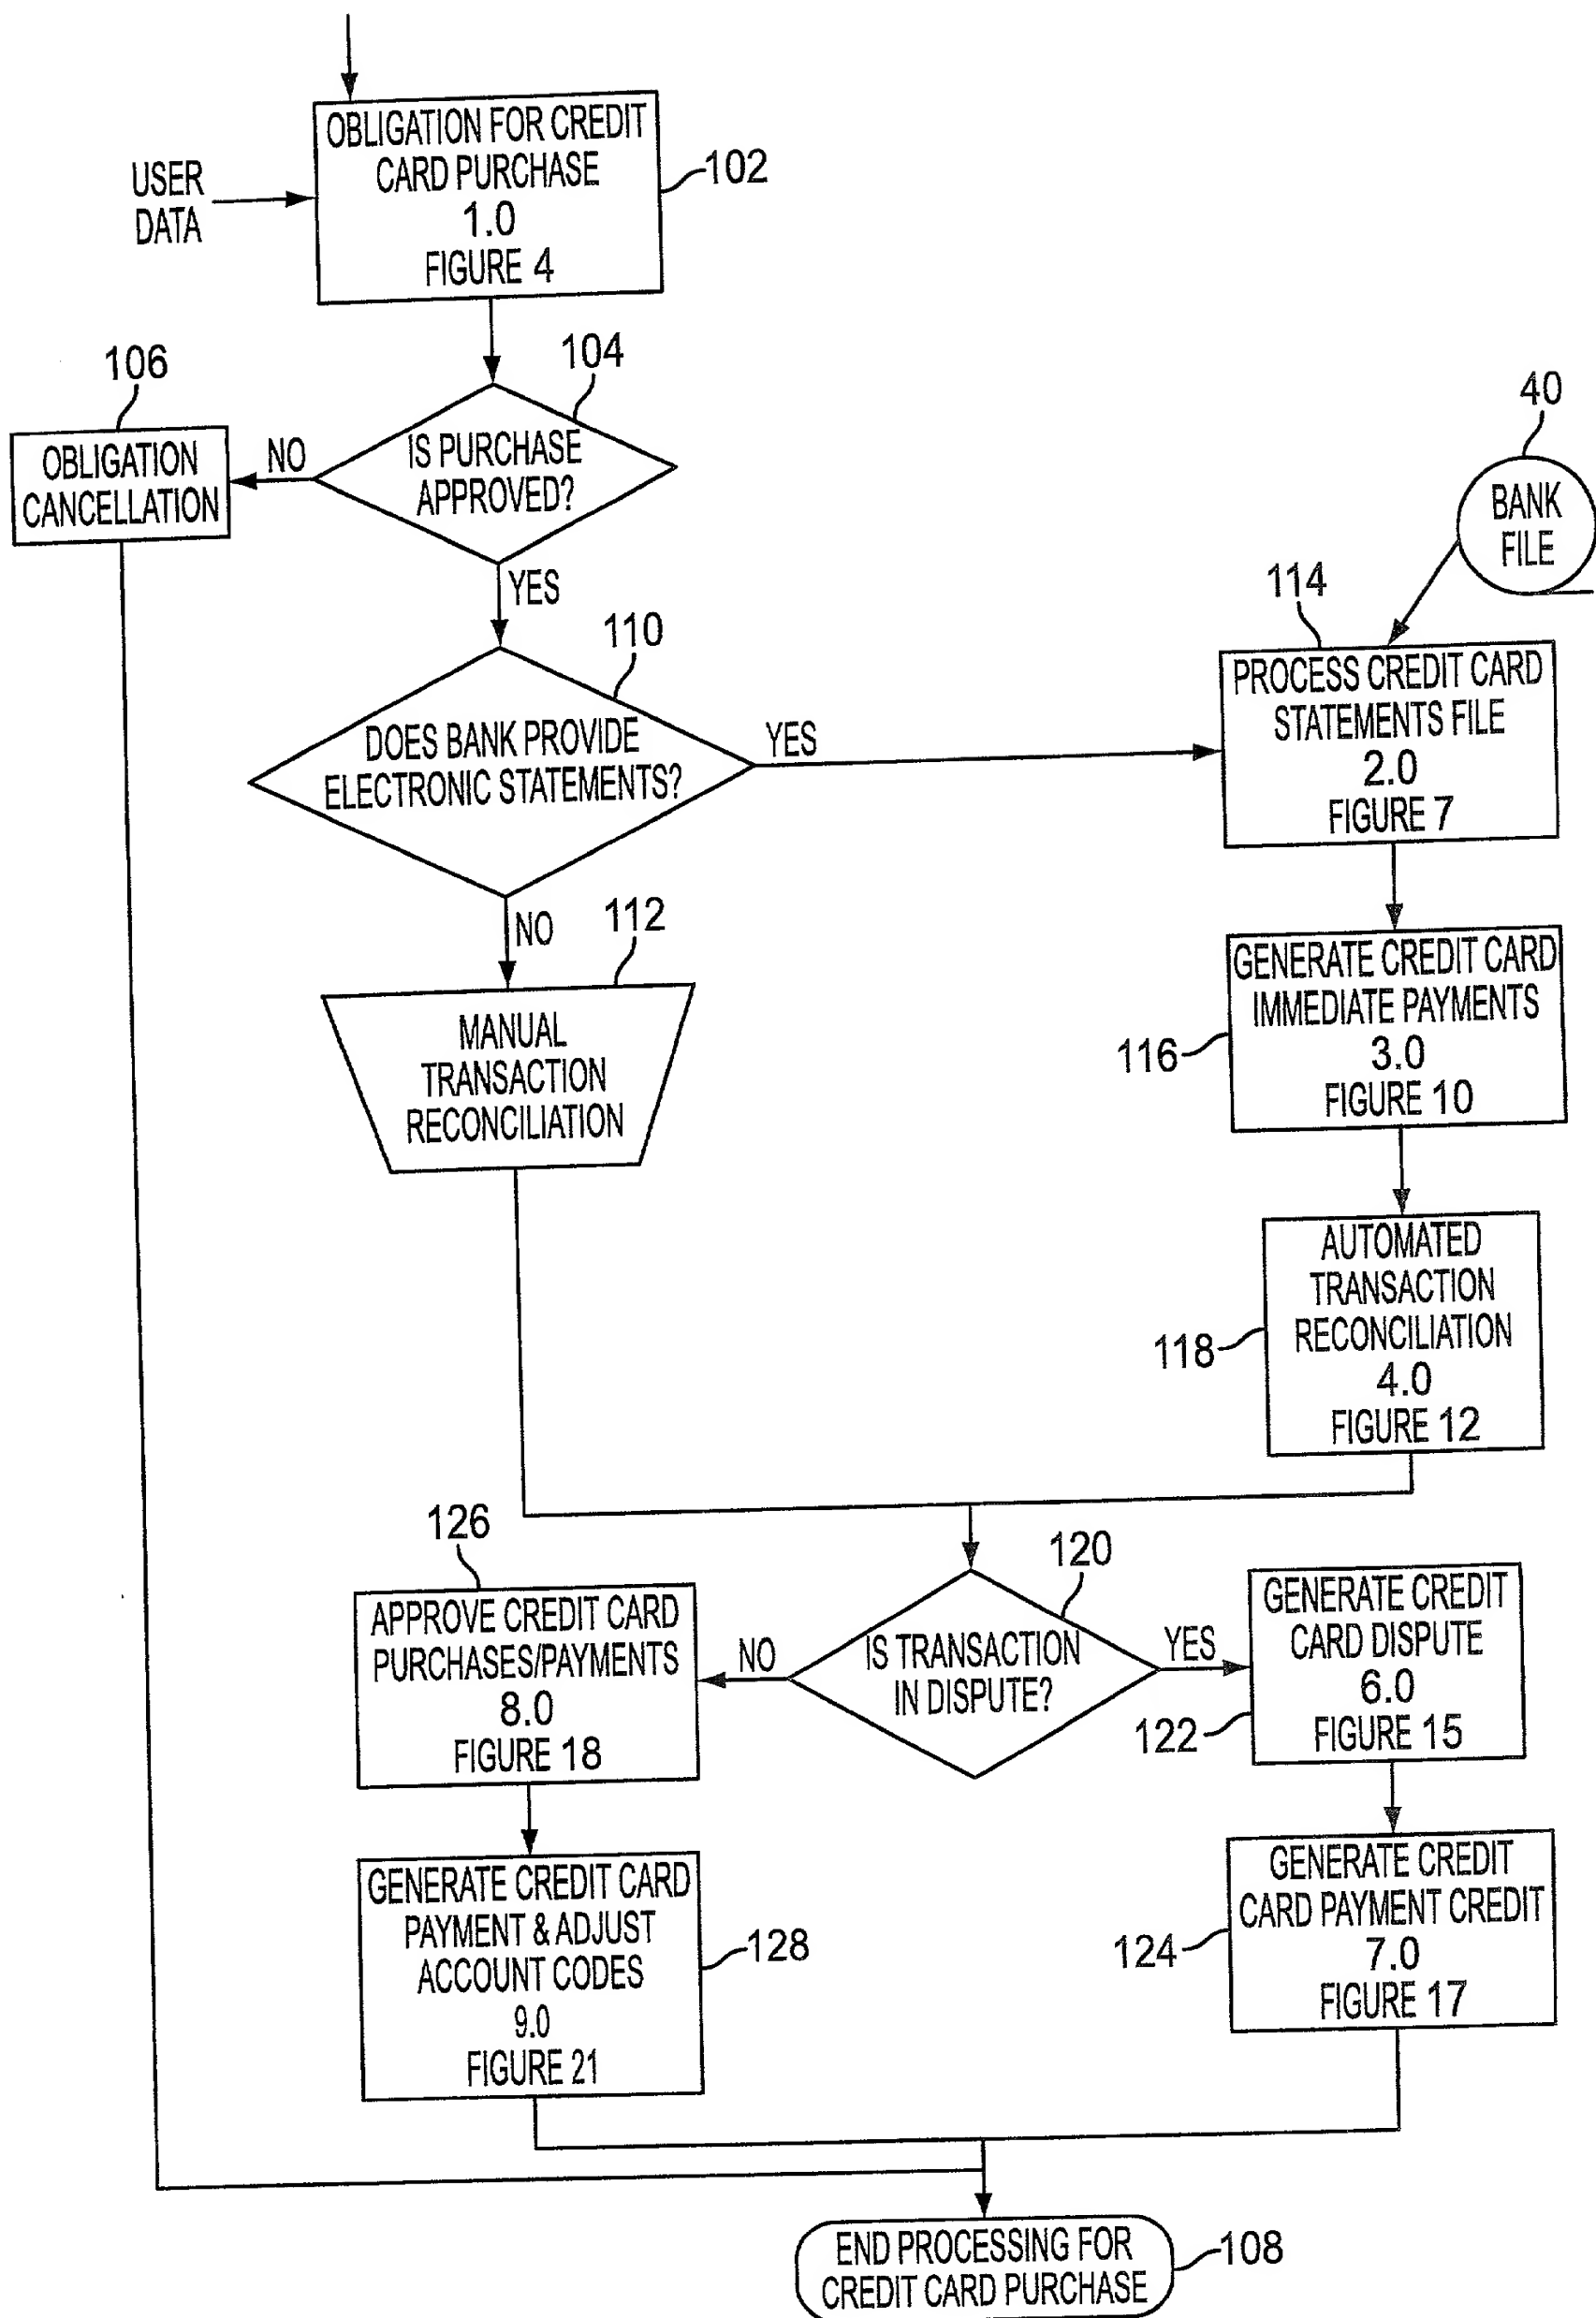 OBLIGATION FOR CREDIT
CARD PURCHASE
1.0
FIGURE 4
102
USER
DATA
104
IS PURCHASE
APPROVED?
NO
106
OBLIGATION
CANCELLATION
YES
110
DOES BANK PROVIDE
ELECTRONIC STATEMENTS?
YES
40
BANK
FILE
114
PROCESS CREDIT CARD
STATEMENTS FILE
2.0
FIGURE 7
NO
112
MANUAL
TRANSACTION
RECONCILIATION
GENERATE CREDIT CARD
IMMEDIATE PAYMENTS
3.0
FIGURE 10
116
AUTOMATED
TRANSACTION
RECONCILIATION
4.0
FIGURE 12
118
120
IS TRANSACTION
IN DISPUTE?
NO
YES
126
APPROVE CREDIT CARD
PURCHASES/PAYMENTS
8.0
FIGURE 18
GENERATE CREDIT
CARD DISPUTE
6.0
FIGURE 15
122
GENERATE CREDIT CARD
PAYMENT & ADJUST
ACCOUNT CODES
9.0
FIGURE 21
128
GENERATE CREDIT
CARD PAYMENT CREDIT
7.0
FIGURE 17
124
END PROCESSING FOR
CREDIT CARD PURCHASE
108